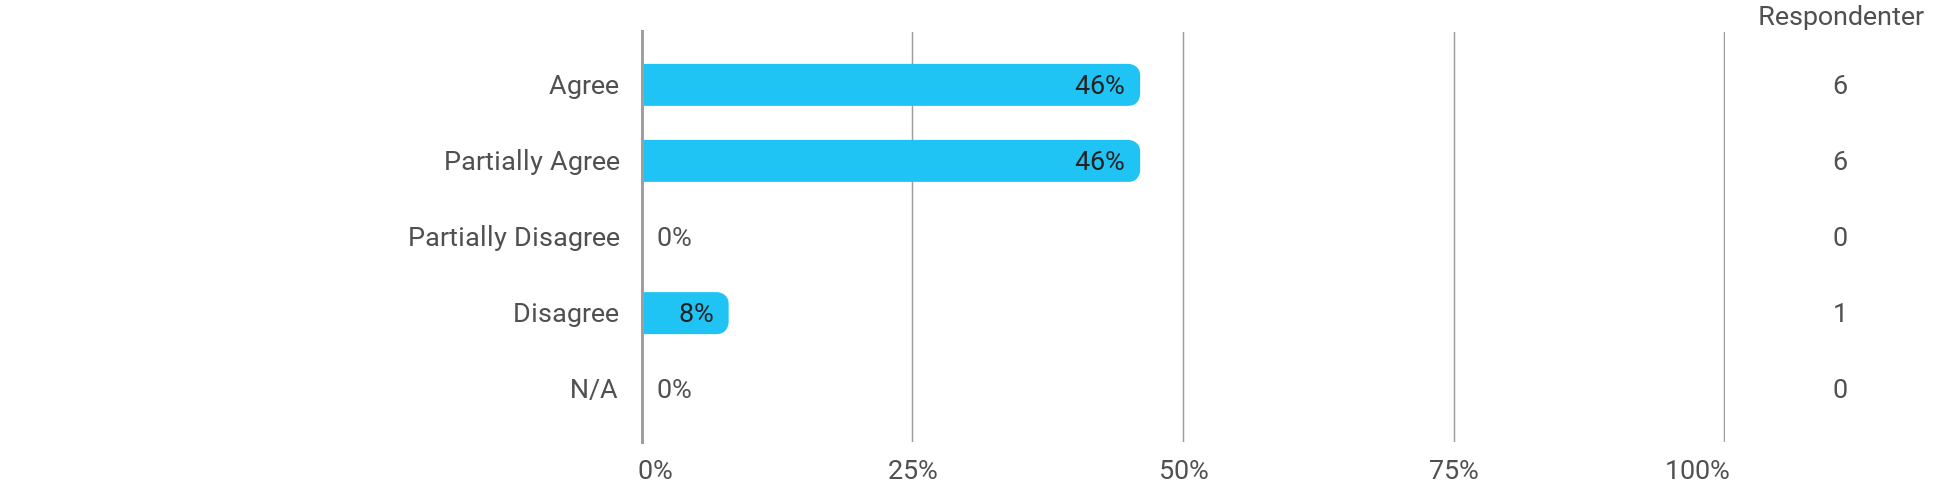 Respondenter
Agree 46% 6
Partially Agree 46% 6
Partially Disagree 0% 0
Disagree 8% 1
N/A 0% 0
0% 25% 50% 75% 100%